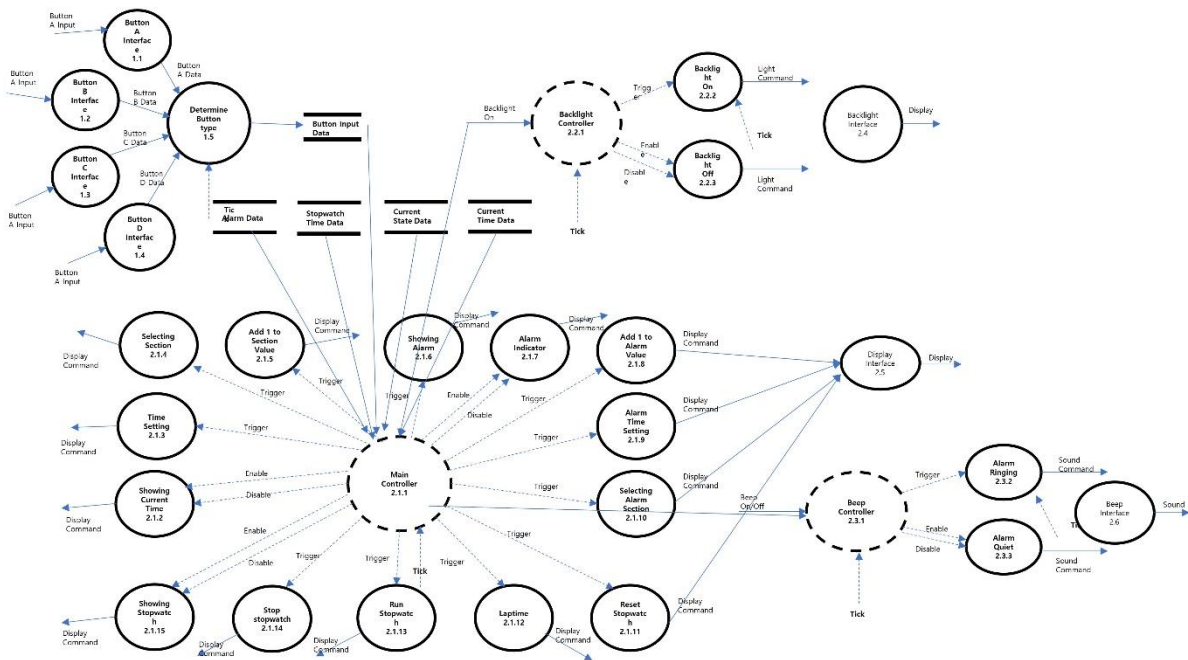 Button
A Input
Button
A
Interfac
e
1.1
Button
A Data
Button
A Input
Button
B
Interfac
e
1.2
Button
B Data
Determine
Button
type
1.5
Button Input
Data
Button
C
Interfac
e
1.3
Button
C Data
Button
A Input
Button
D Data
Button
D
Interfac
e
1.4
Button
A Input
Tic
Alarm Data
Stopwatch
Time Data
Current
State Data
Current
Time Data
Backlight
On
Backlight
Controller
2.2.1
Trigg
er
Backlig
ht
On
2.2.2
Light
Command
Enabl
e
Disabl
e
Tick
Backlig
ht
Off
2.2.3
Light
Command
Tick
Backlight
Interface
2.4
Display
Selecting
Section
2.1.4
Display
Command
Add 1 to
Section
Value
2.1.5
Display
Command
Showing
Alarm
2.1.6
Display
Command
Alarm
Indicator
2.1.7
Display
Command
Add 1 to
Alarm
Value
2.1.8
Display
Command
Display
Interface
2.5
Display
Trigger
Trigger
Trigger
Enable
Disable
Trigger
Time
Setting
2.1.3
Display
Command
Trigger
Alarm
Time
Setting
2.1.9
Display
Command
Trigger
Main
Controller
2.1.1
Showing
Current
Time
2.1.2
Display
Command
Enable
Disable
Trigger
Selecting
Alarm
Section
2.1.10
Display
Command
Beep
On/Off
Beep
Controller
2.3.1
Trigger
Alarm
Ringing
2.3.2
Sound
Command
Enable
Disable
Alarm
Quiet
2.3.3
Sound
Command
Beep
Interface
2.6
Sound
Tick
Enable
Disable
Trigger
Trigger
Tick
Trigger
Trigger
Showing
Stopwatc
h
2.1.15
Display
Command
Stop
stopwatch
2.1.14
Display
Command
Run
Stopwatc
h
2.1.13
Display
Command
Laptime
2.1.12
Display
Command
Reset
Stopwatc
h
2.1.11
Display
Command